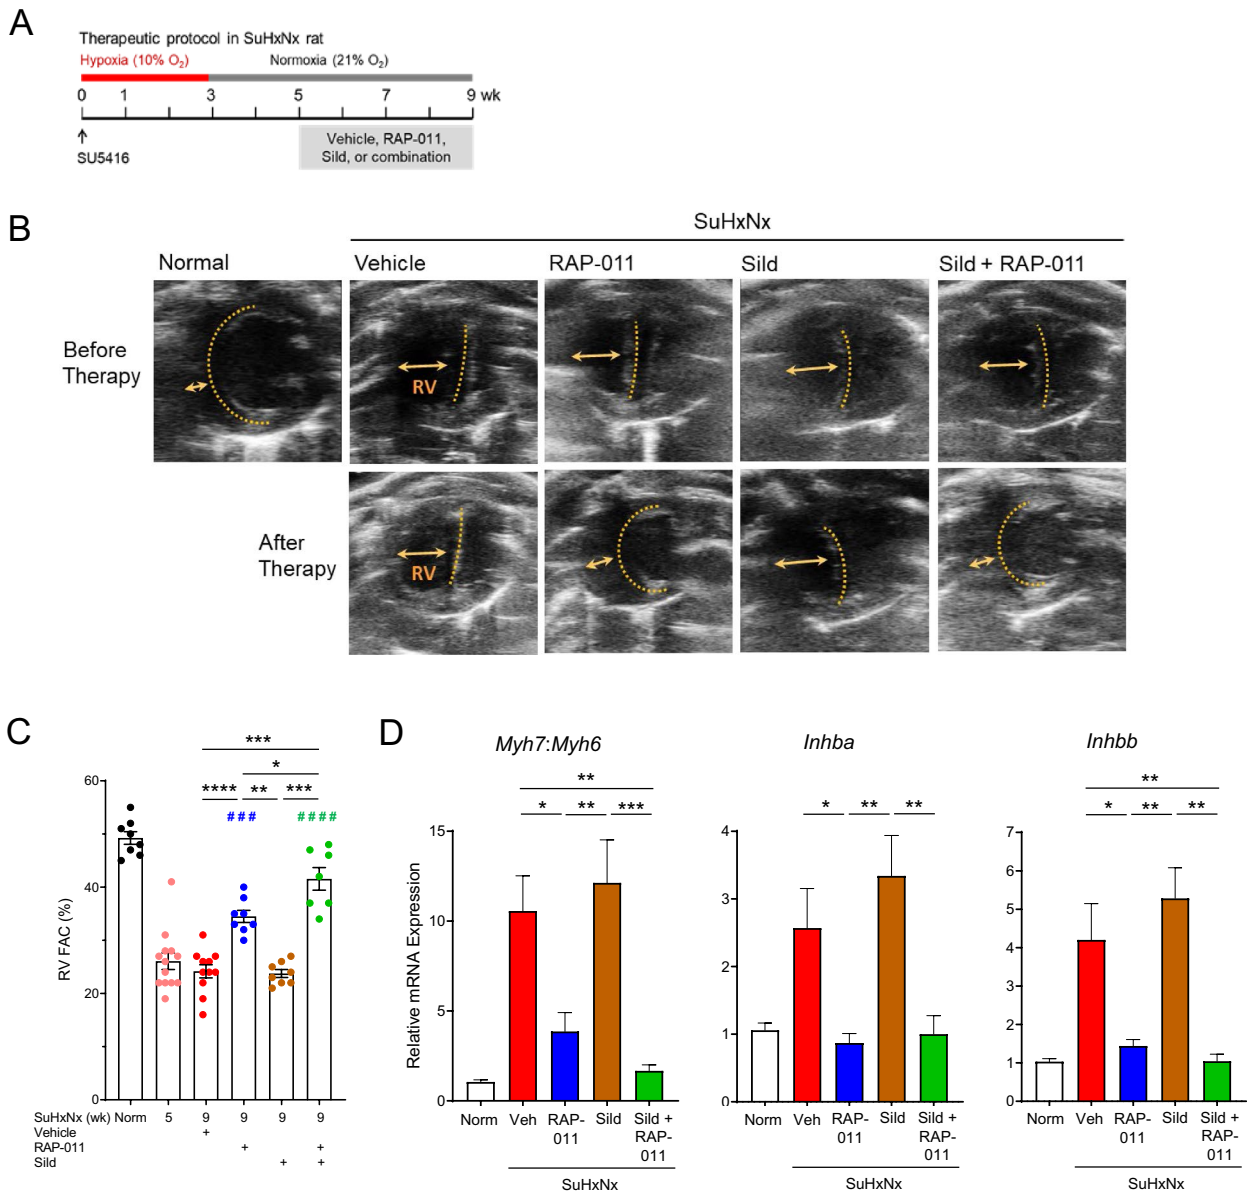 A
Therapeutic protocol in SuHxNx rat
Hypoxia (10% O₂)
Normoxia (21% O₂)
0 1 3 5 7 9 wk
SU5416
Vehicle, RAP-011,
Sild, or combination
B
SuHxNx
Normal Vehicle RAP-011 Sild Sild + RAP-011
Before
Therapy
RV
After
Therapy
RV
C
***
*
**** ** ***
### ####
60
40
20
0
RV FAC (%)
SuHxNx (wk) Norm 5 9 9 9 9
Vehicle +
RAP-011 + +
Sild + +
D
Myh7:Myh6
**
* ** ***
15
10
5
0
Relative mRNA Expression
Norm Veh RAP-011 Sild Sild + RAP-011
SuHxNx
Inhba
* ** **
4
3
2
1
0
Norm Veh RAP-011 Sild Sild + RAP-011
SuHxNx
Inhbb
**
* ** **
7
6
5
4
3
2
1
0
Norm Veh RAP-011 Sild Sild + RAP-011
SuHxNx